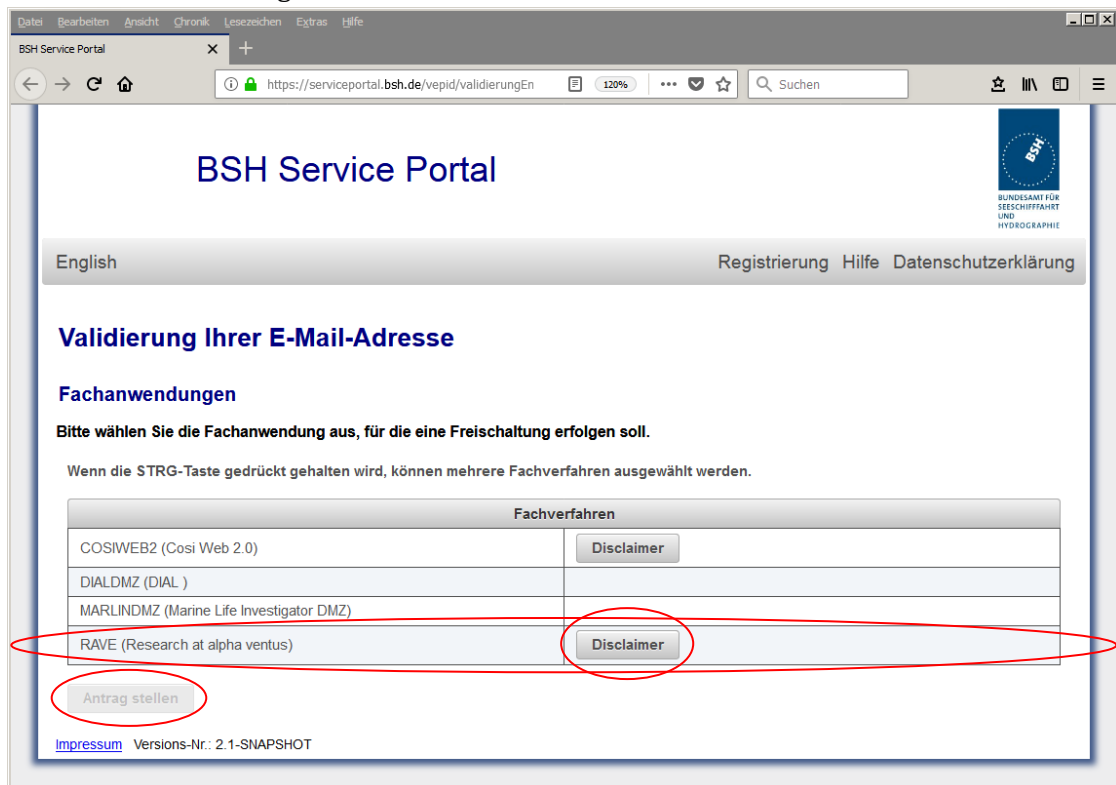 Datei Bearbeiten Ansicht Chronik Lesezeichen Extras Hilfe
BSH Service Portal
https://serviceportal.bsh.de/vepid/validierungEn 120% Suchen
BSH Service Portal
BSH
BUNDESAMT FÜR
SEESCHIFFFAHRT
UND
HYDROGRAPHIE
English Registrierung Hilfe Datenschutzerklärung
Validierung Ihrer E-Mail-Adresse
Fachanwendungen
Bitte wählen Sie die Fachanwendung aus, für die eine Freischaltung erfolgen soll.
Wenn die STRG-Taste gedrückt gehalten wird, können mehrere Fachverfahren ausgewählt werden.
Fachverfahren
COSIWEB2 (Cosi Web 2.0) Disclaimer
DIALDMZ (DIAL )
MARLINDMZ (Marine Life Investigator DMZ)
RAVE (Research at alpha ventus) Disclaimer
Antrag stellen
Impressum Versions-Nr.: 2.1-SNAPSHOT